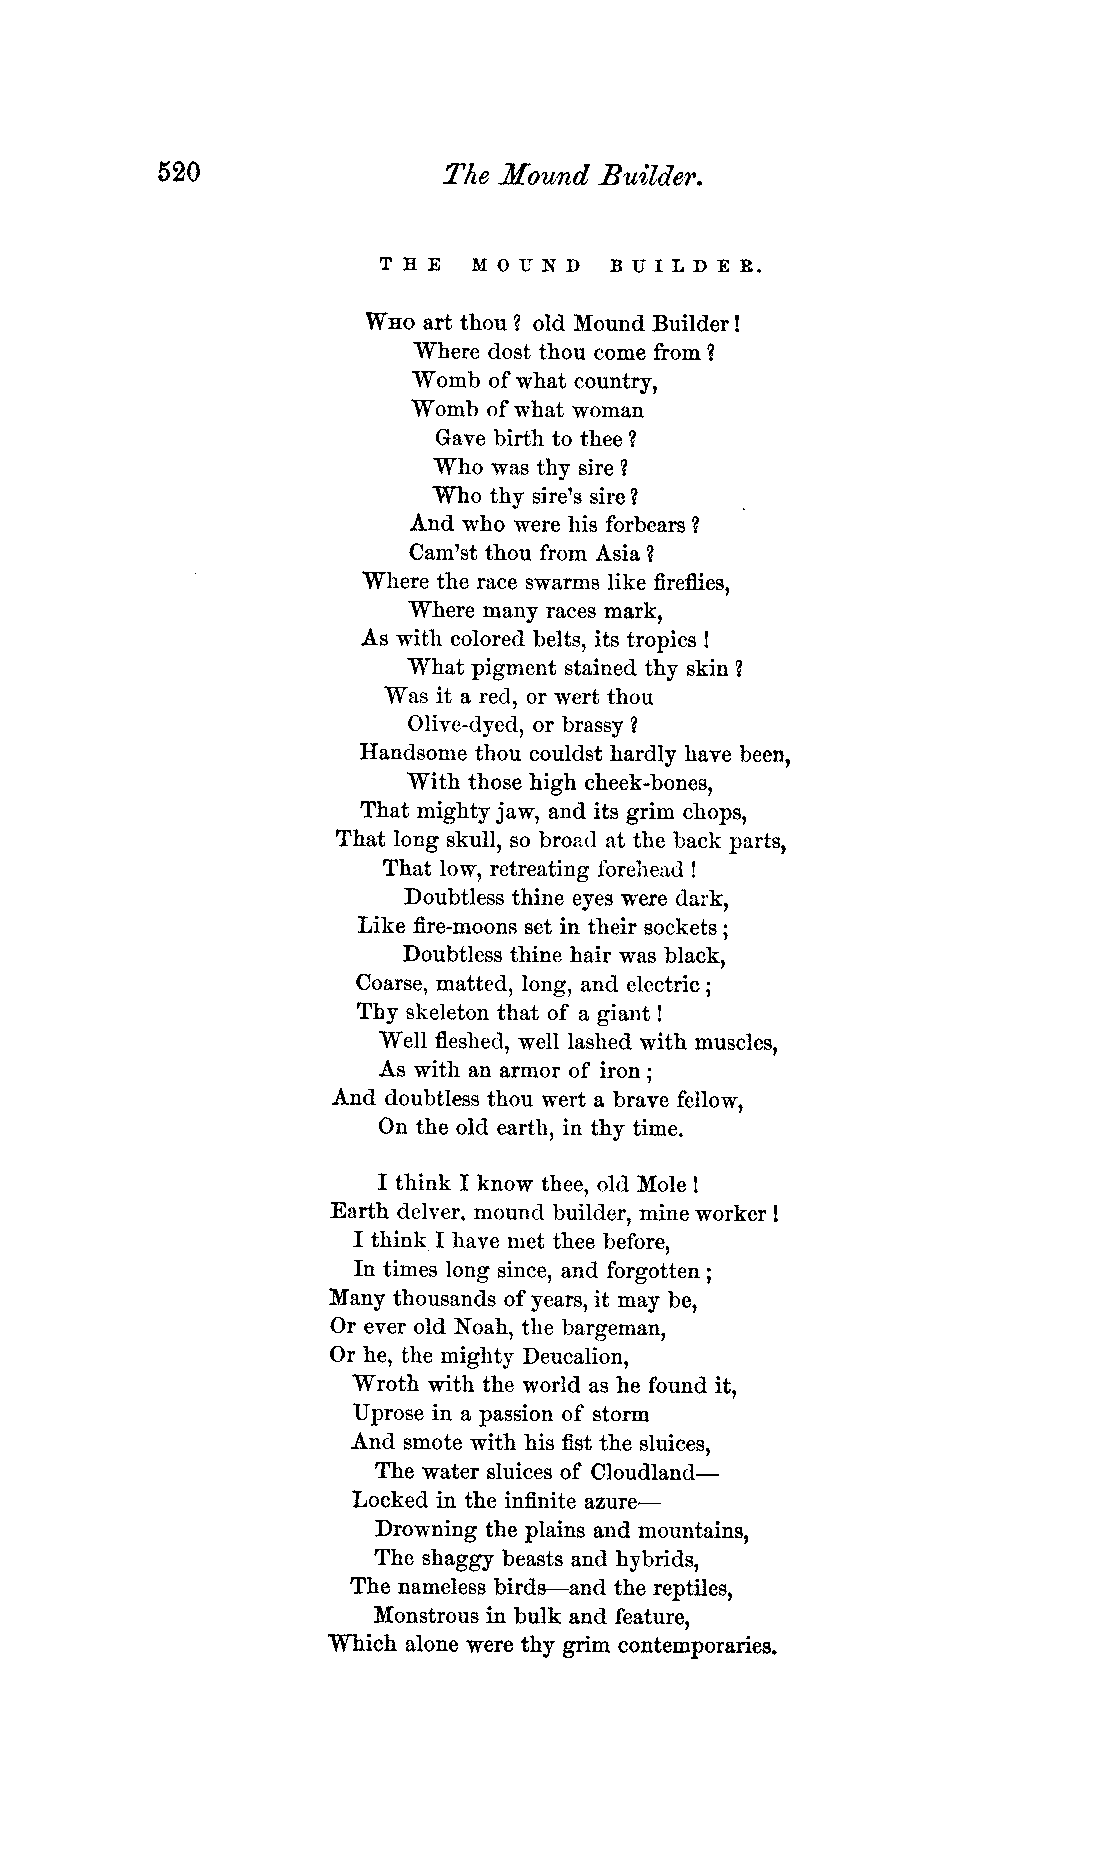 520 The Mound Builder.
THE MOUND BUILDER.
WHO art thou? old Mound Builder!
Where dost thou come from?
Womb of what country,
Womb of what woman
Gave birth to thee?
Who was thy sire?
Who thy sire's sire?
And who were his forbears?
Cam'st thou from Asia?
Where the race swarms like fireflies,
Where many races mark,
As with colored belts, its tropics!
What pigment stained thy skin?
Was it a red, or wert thou
Olive-dyed, or brassy?
Handsome thou couldst hardly have been,
With those high cheek-bones,
That mighty jaw, and its grim chops,
That long skull, so broad at the back parts,
That low, retreating forehead!
Doubtless thine eyes were dark,
Like fire-moons set in their sockets;
Doubtless thine hair was black,
Coarse, matted, long, and electric;
Thy skeleton that of a giant!
Well fleshed, well lashed with muscles,
As with an armor of iron;
And doubtless thou wert a brave fellow,
On the old earth, in thy time.
I think I know thee, old Mole!
Earth delver, mound builder, mine worker!
I think I have met thee before,
In times long since, and forgotten;
Many thousands of years, it may be,
Or ever old Noah, the bargeman,
Or he, the mighty Deucalion,
Wroth with the world as he found it,
Uprose in a passion of storm
And smote with his fist the sluices,
The water sluices of Cloudland—
Locked in the infinite azure—
Drowning the plains and mountains,
The shaggy beasts and hybrids,
The nameless birds—and the reptiles,
Monstrous in bulk and feature,
Which alone were thy grim contemporaries.